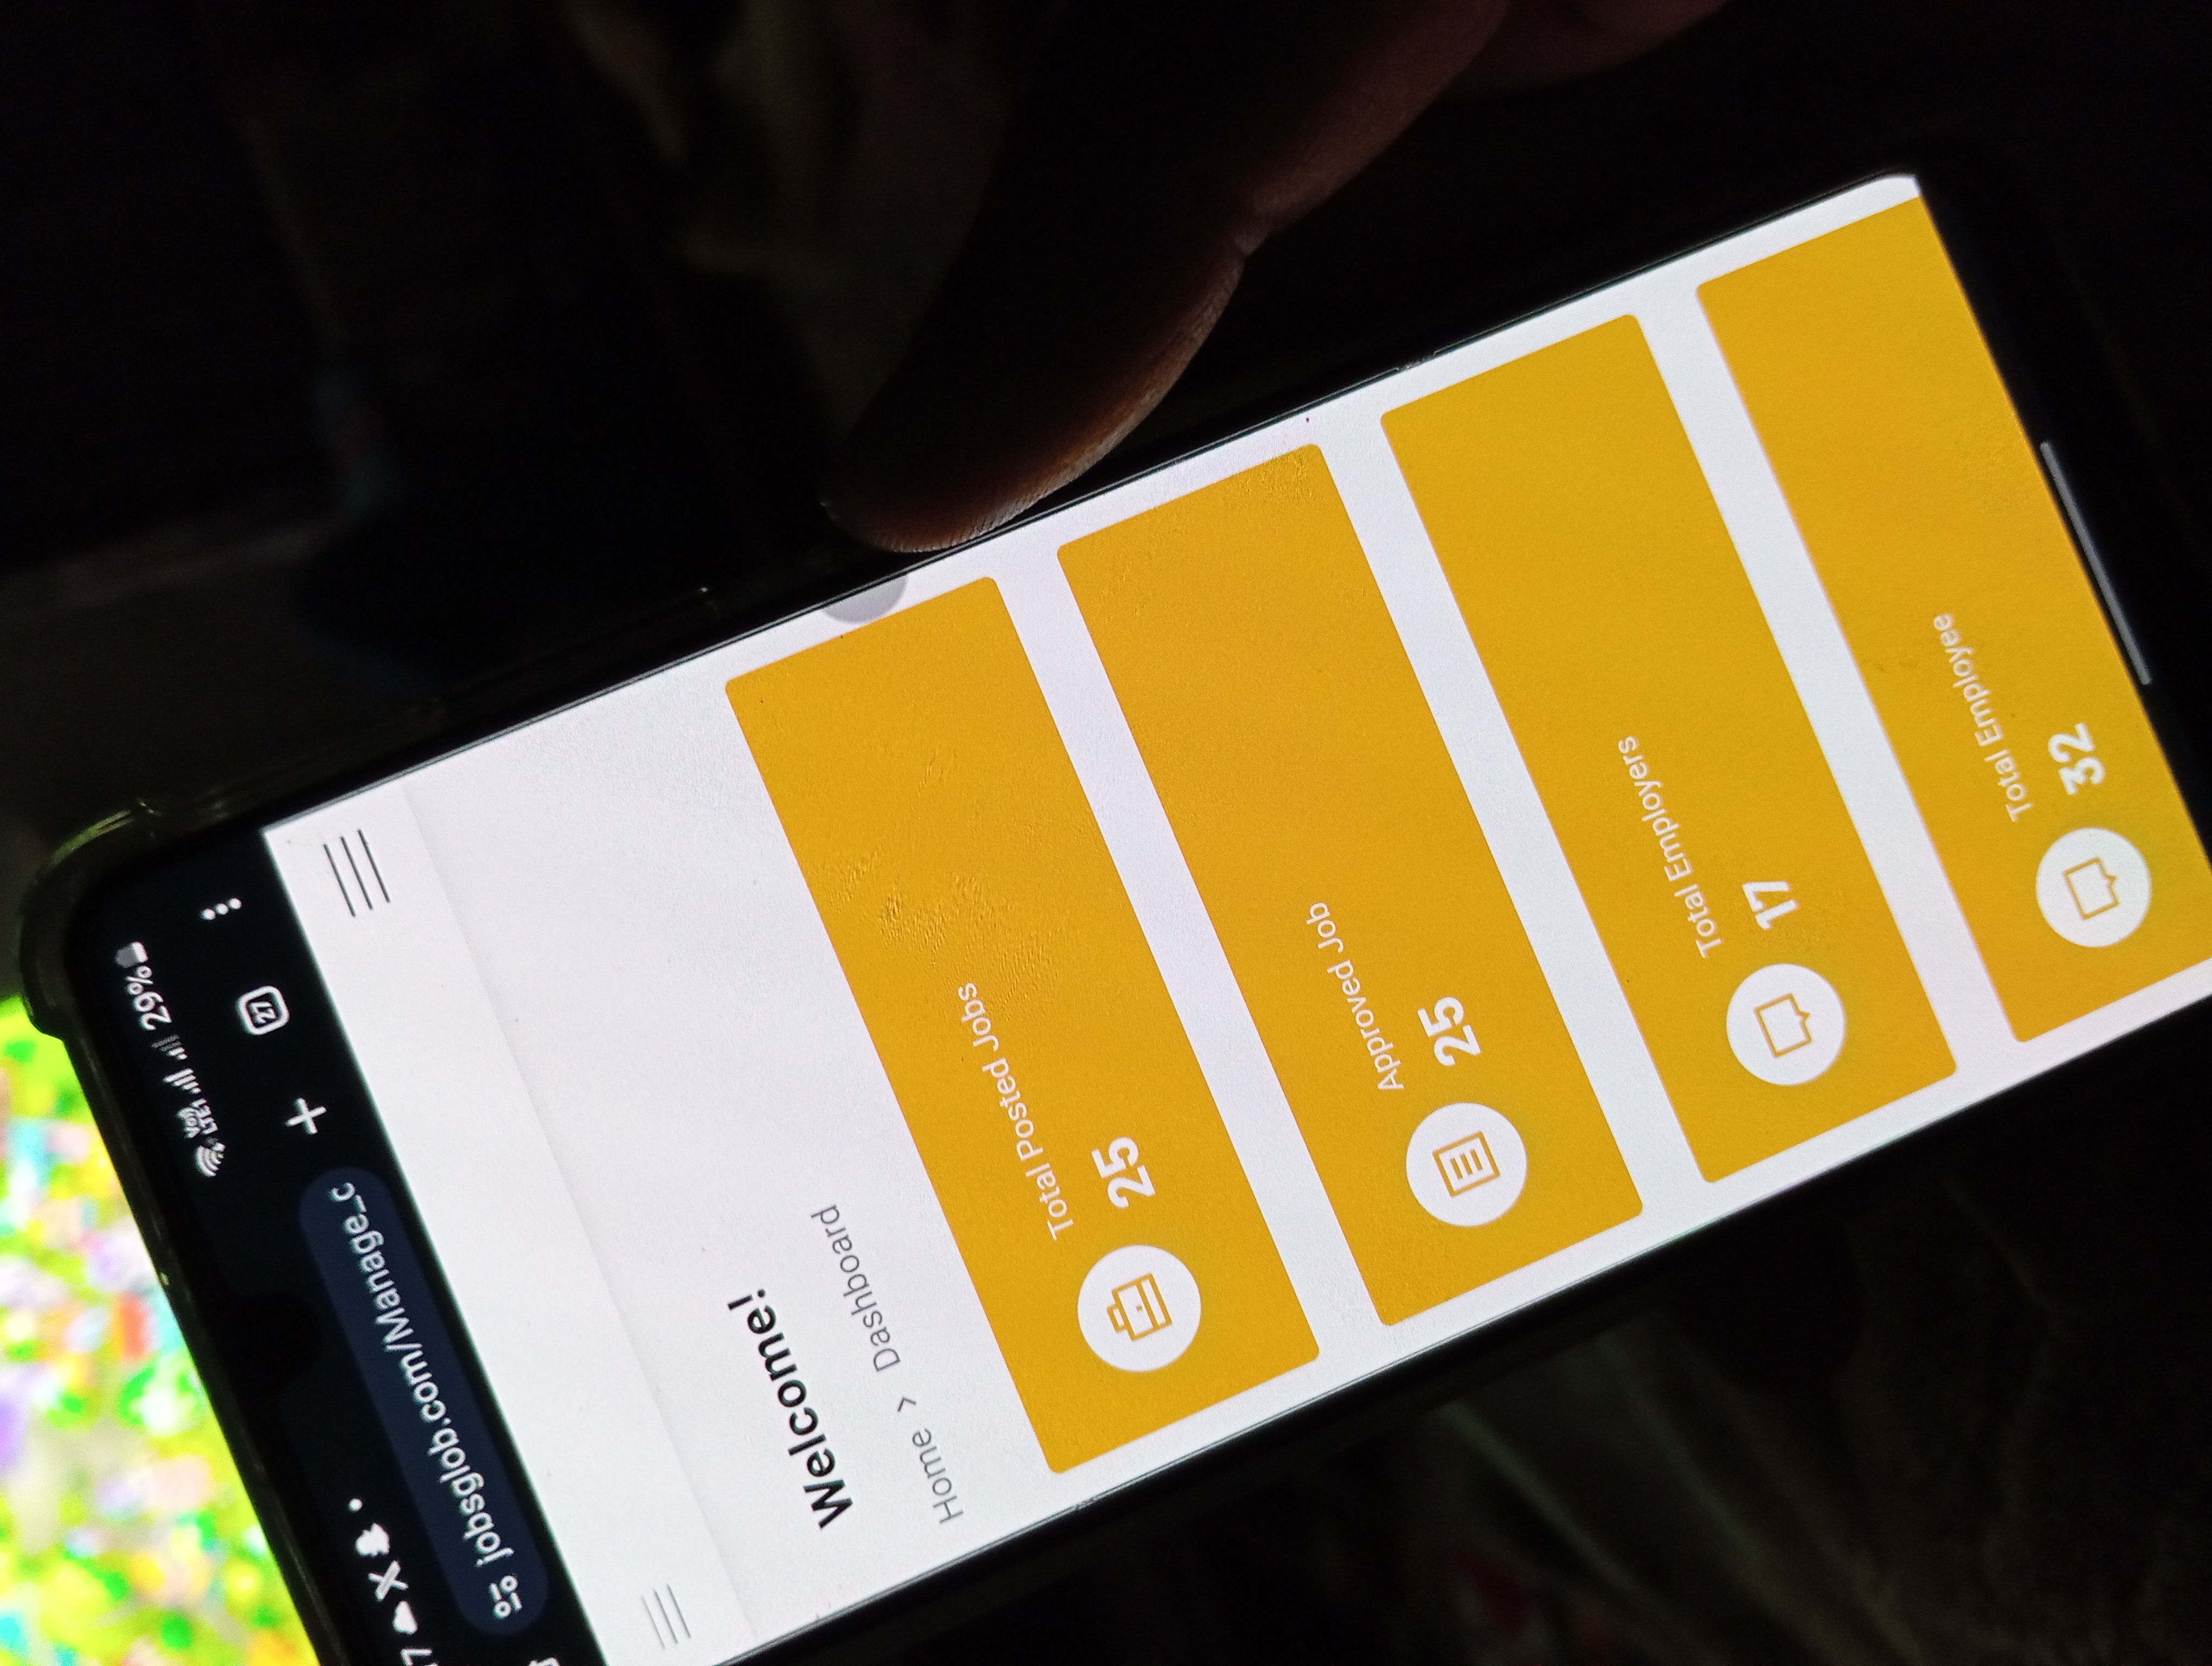 29%
27
jobsglob.com/Manage_c
Welcome!
Home > Dashboard
Total Posted Jobs
25
Approved Job
25
Total Employers
17
Total Employee
32